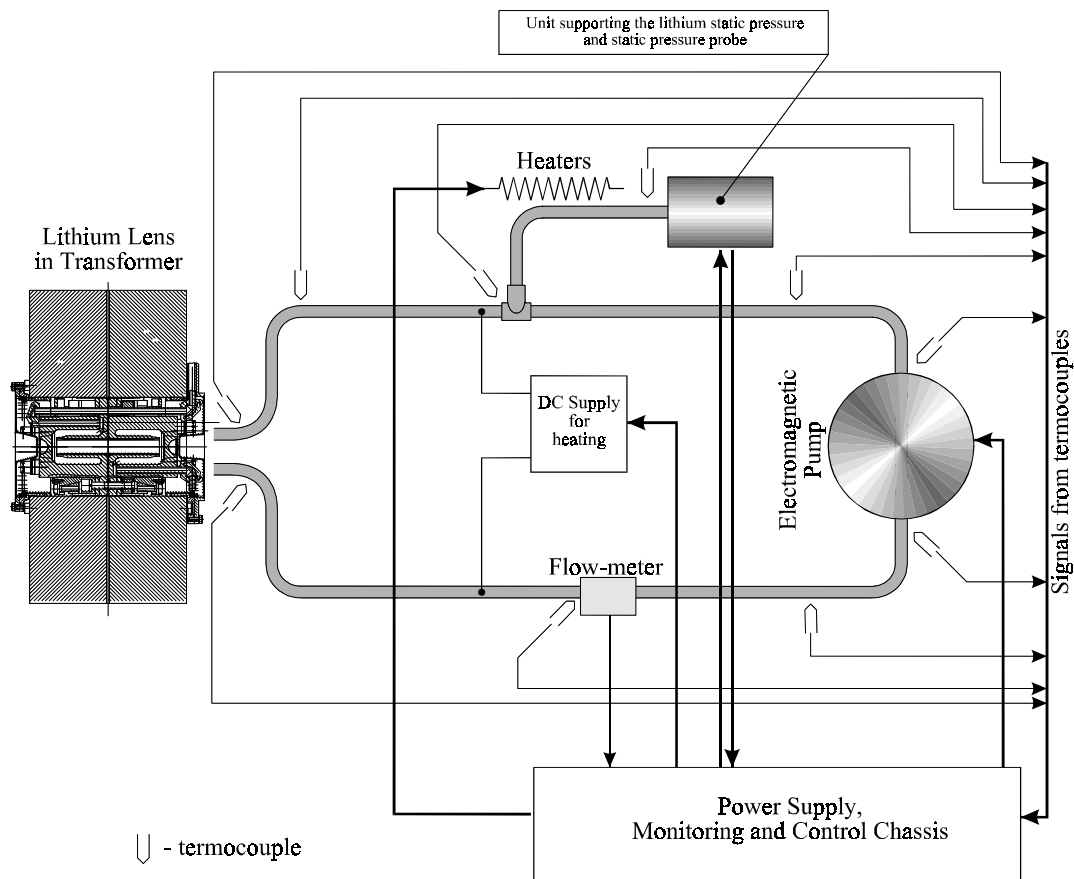 Unit supporting the lithium static pressure
and static pressure probe
Heaters
Lithium Lens
in Transformer
DC Supply
for
heating
Electromagnetic
Pump
Signals from termocouples
Flow-meter
Power Supply,
Monitoring and Control Chassis
- termocouple